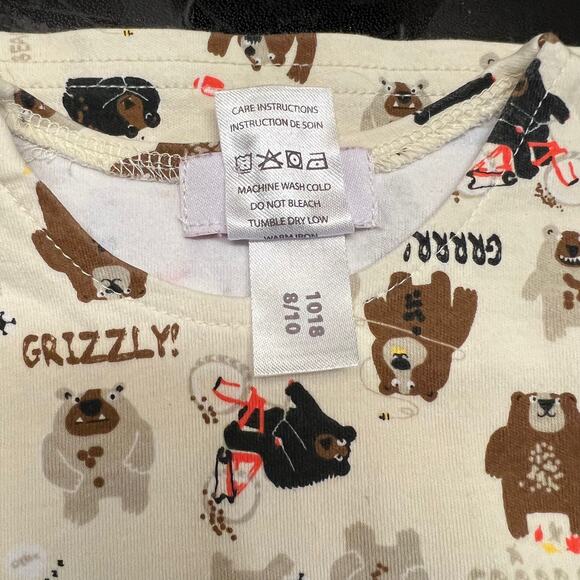 CARE INSTRUCTIONS
INSTRUCTION DE SOIN
MACHINE WASH COLD
DO NOT BLEACH
TUMBLE DRY LOW
WARM IRON
1018
8/10
GRRRR!
GRIZZLY!